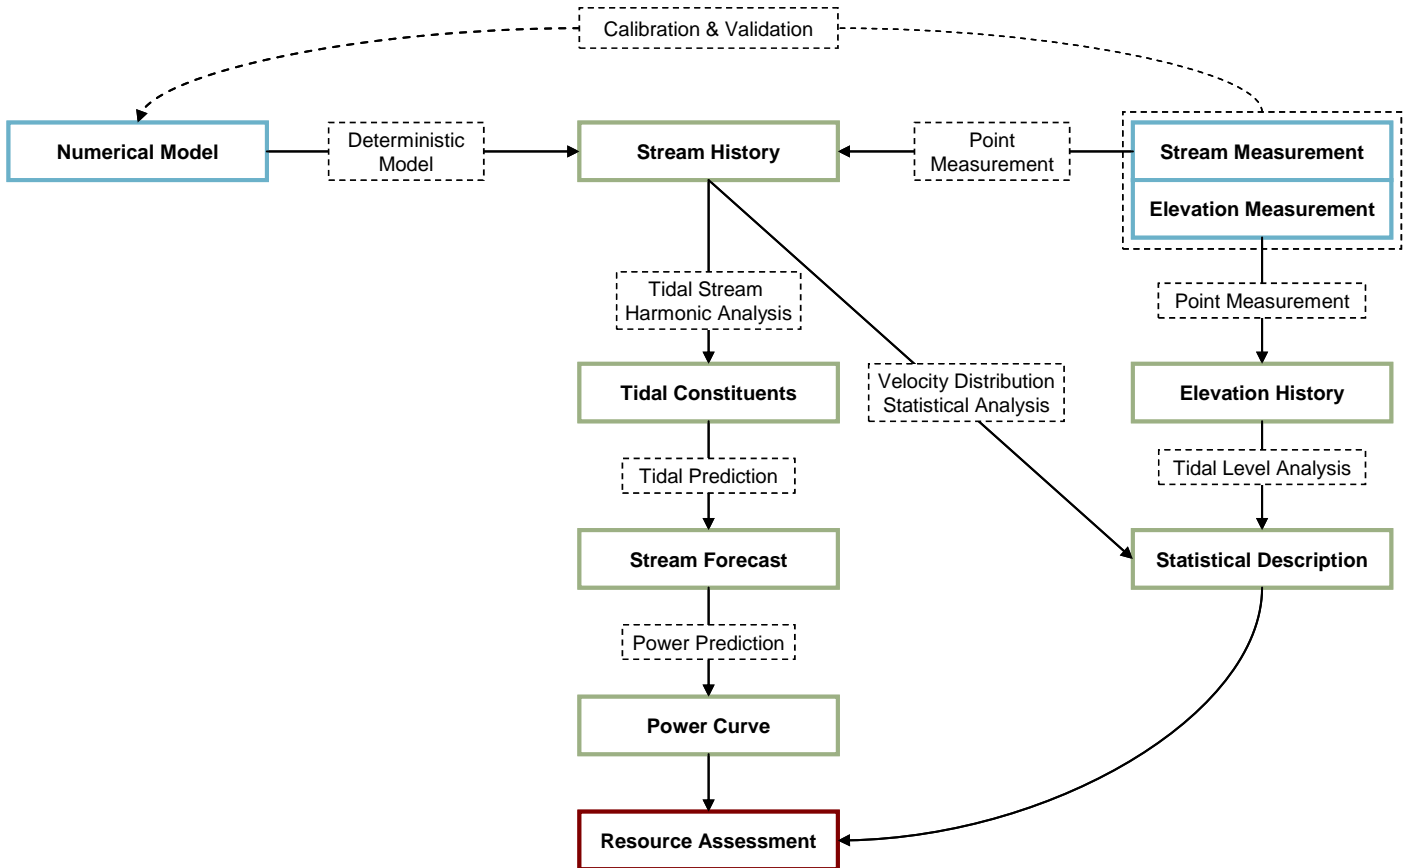 Calibration & Validation
Numerical Model
Deterministic
Model
Stream History
Point
Measurement
Stream Measurement
Elevation Measurement
Tidal Stream
Harmonic Analysis
Point Measurement
Tidal Constituents
Velocity Distribution
Statistical Analysis
Elevation History
Tidal Prediction
Tidal Level Analysis
Stream Forecast
Statistical Description
Power Prediction
Power Curve
Resource Assessment